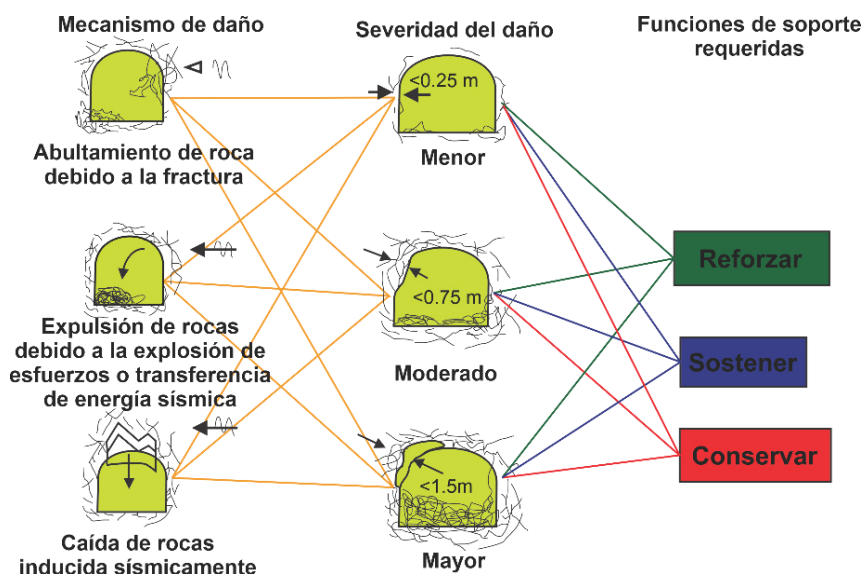 Mecanismo de daño
Severidad del daño
Funciones de soporte
requeridas
<0.25 m
Abultamiento de roca
debido a la fractura
Menor
Reforzar
<0.75 m
Expulsión de rocas
debido a la explosión de
esfuerzos o transferencia
de energía sísmica
Moderado
Sostener
Conservar
<1.5m
Caída de rocas
inducida sísmicamente
Mayor